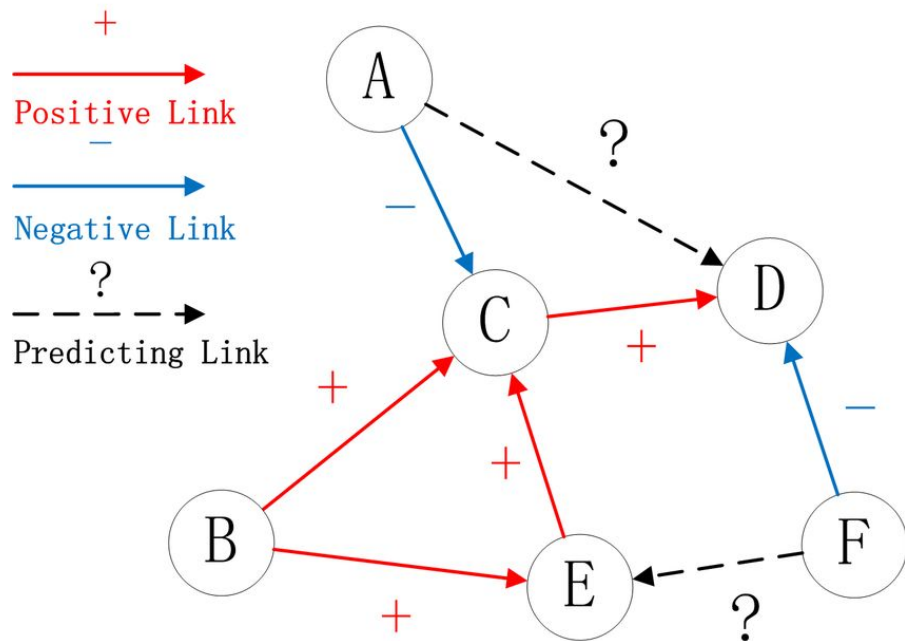 +
Positive Link
−
Negative Link
?
Predicting Link
A
?
−
D
C
+
+
−
+
B
F
E
?
+